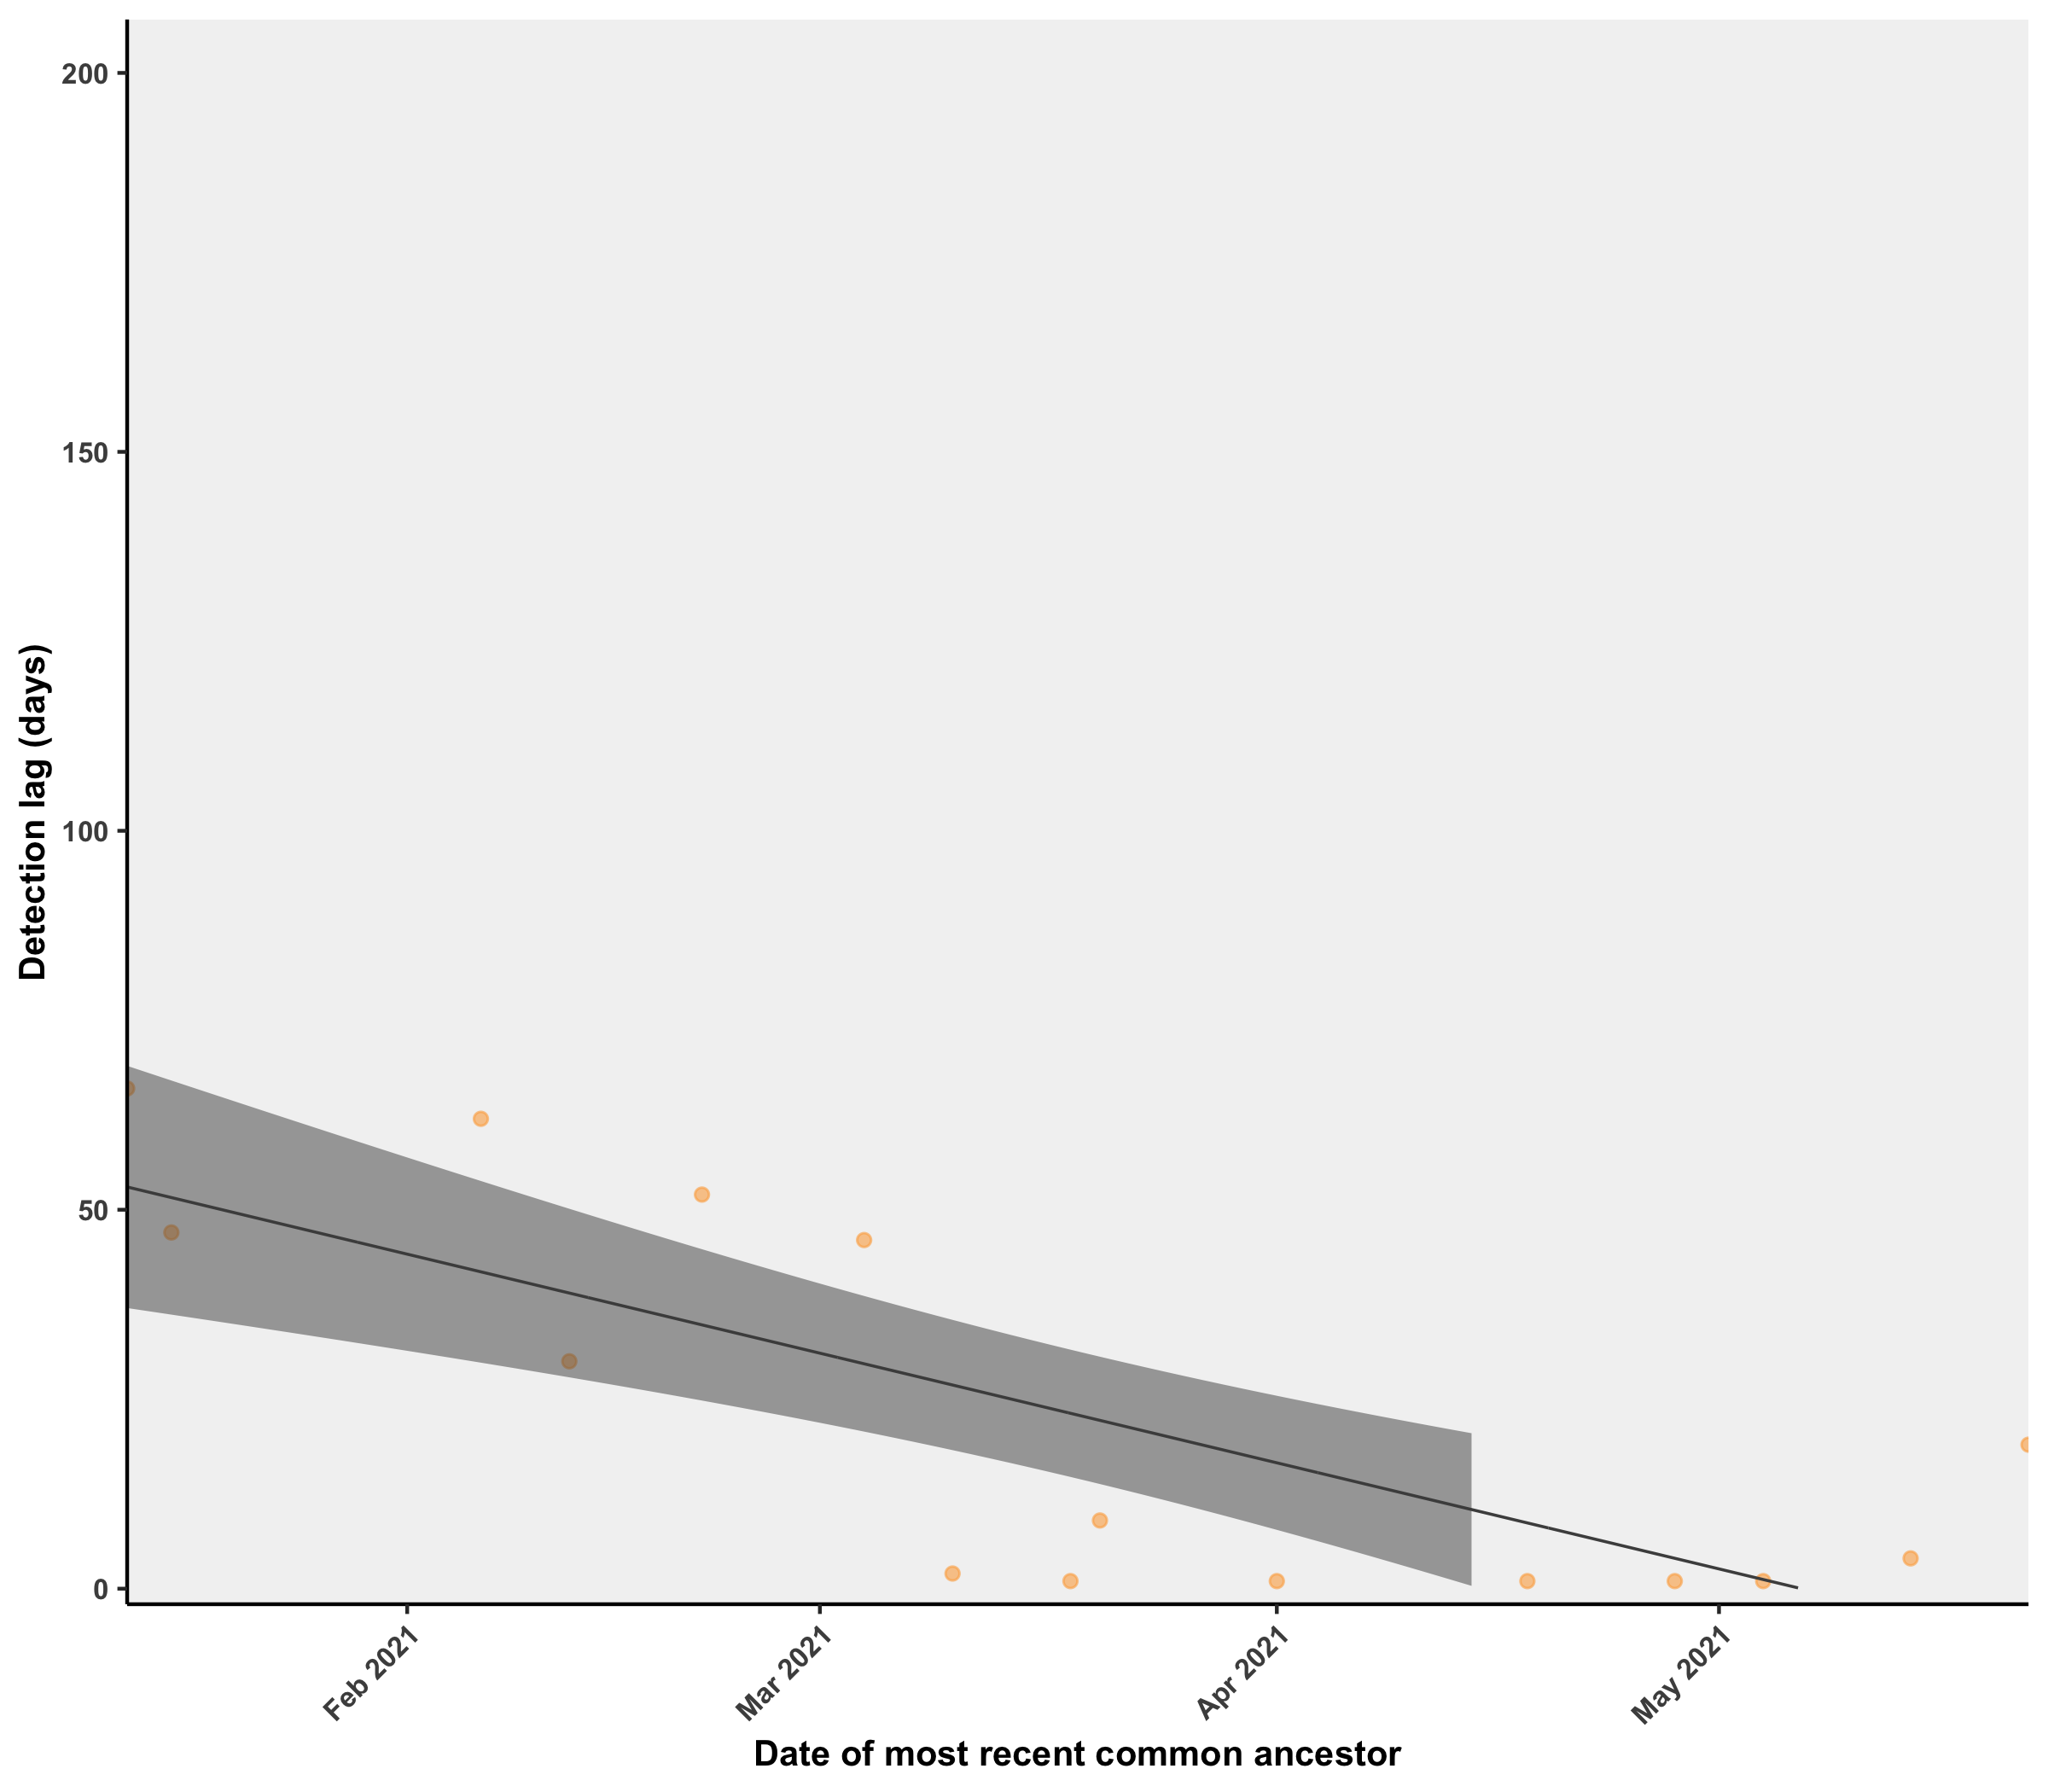 200
150
100
50
0
Detection lag (days)
Feb 2021
Mar 2021
Apr 2021
May 2021
Date of most recent common ancestor